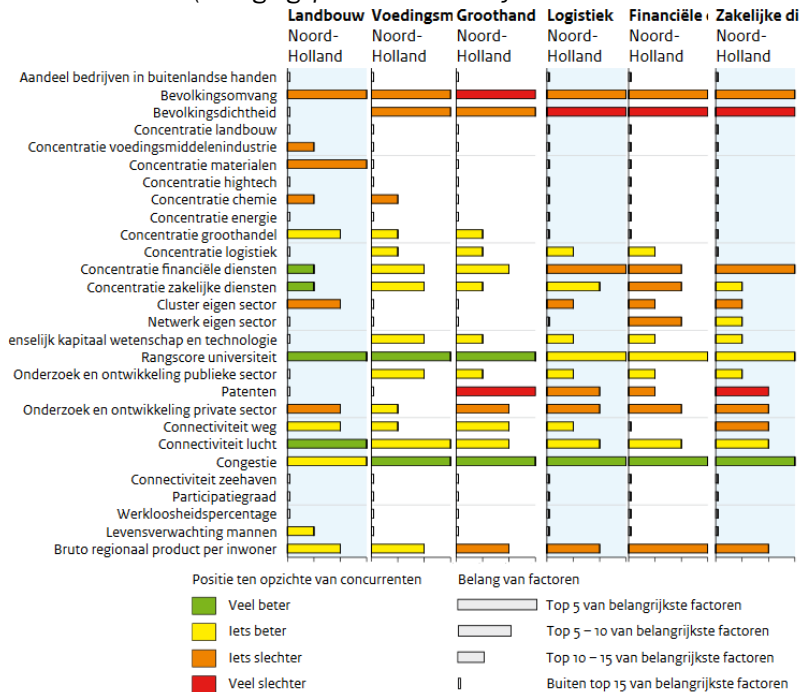 Landbouw Voedingsm Groothand Logistiek Financiële Zakelijke di
Noord- Noord- Noord- Noord- Noord- Noord-
Holland Holland Holland Holland Holland Holland
Aandeel bedrijven in buitenlandse handen
Bevolkingsomvang
Bevolkingsdichtheid
Concentratie landbouw
Concentratie voedingsmiddelenindustrie
Concentratie materialen
Concentratie hightech
Concentratie chemie
Concentratie energie
Concentratie groothandel
Concentratie logistiek
Concentratie financiële diensten
Concentratie zakelijke diensten
Cluster eigen sector
Netwerk eigen sector
enselijk kapitaal wetenschap en technologie
Rangscore universiteit
Onderzoek en ontwikkeling publieke sector
Patenten
Onderzoek en ontwikkeling private sector
Connectiviteit weg
Connectiviteit lucht
Congestie
Connectiviteit zeehaven
Participatiegraad
Werkloosheidspercentage
Levensverwachting mannen
Bruto regionaal product per inwoner
Positie ten opzichte van concurrenten Belang van factoren
Veel beter Top 5 van belangrijkste factoren
Iets beter Top 5 – 10 van belangrijkste factoren
Iets slechter Top 10 – 15 van belangrijkste factoren
Veel slechter Buiten top 15 van belangrijkste factoren